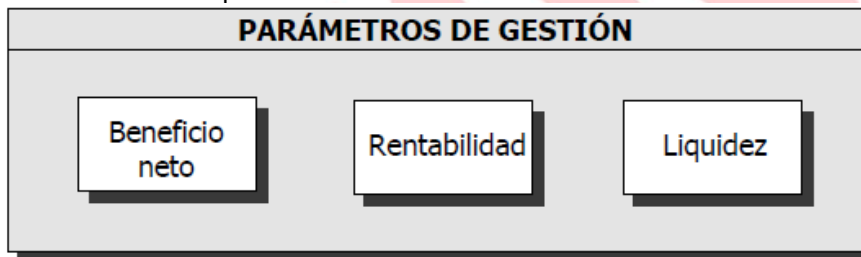 PARÁMETROS DE GESTIÓN
Beneficio
neto
Rentabilidad
Liquidez